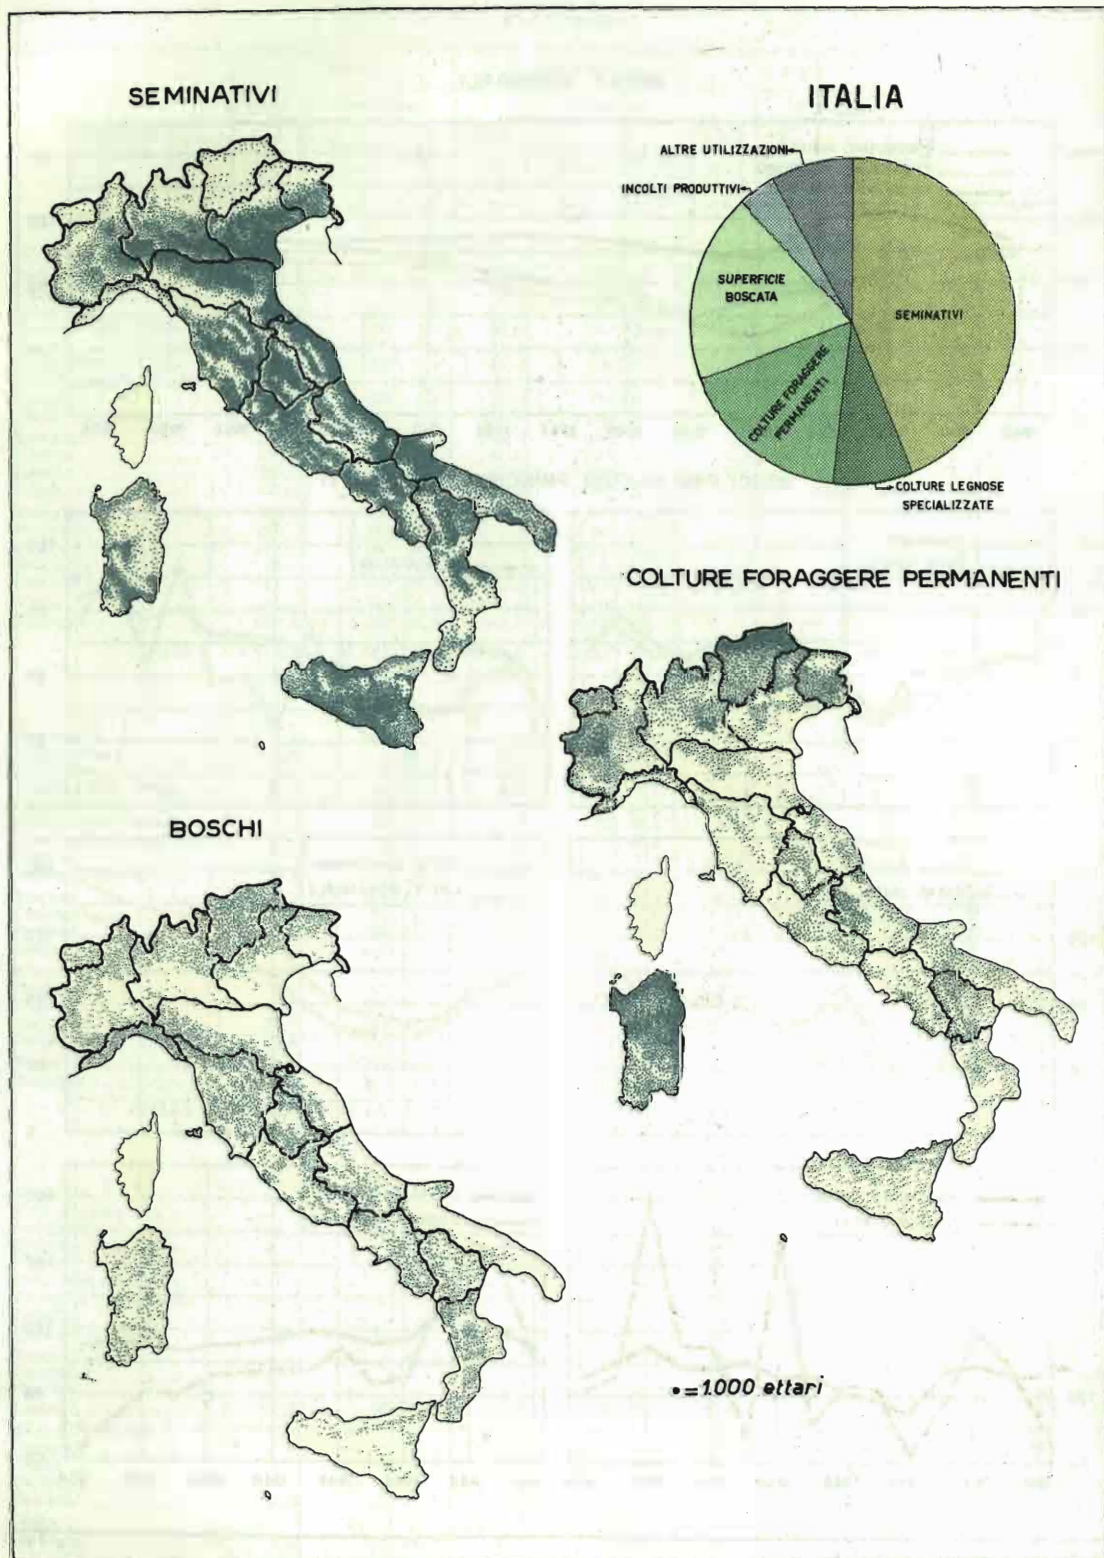 SEMINATIVI
ITALIA
ALTRE UTILIZZAZIONI
INCOLTI PRODUTTIVI
SUPERFICIE
BOSCATA
SEMINATIVI
COLTURE FORAGGERE
PERMANENTI
COLTURE LEGNOSE
SPECIALIZZATE
COLTURE FORAGGERE PERMANENTI
BOSCHI
•=1.000 ettari